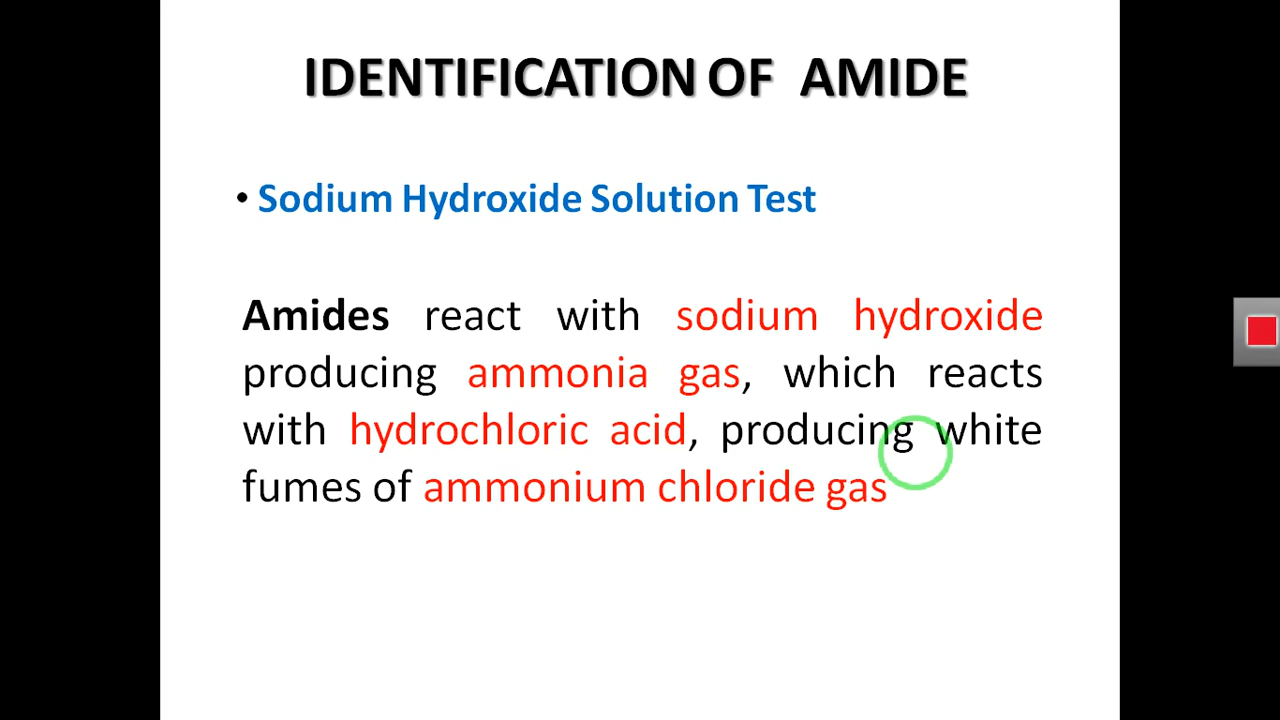 IDENTIFICATION OF AMIDE
• Sodium Hydroxide Solution Test
Amides react with sodium hydroxide
producing ammonia gas, which reacts
with hydrochloric acid, producing white
fumes of ammonium chloride gas